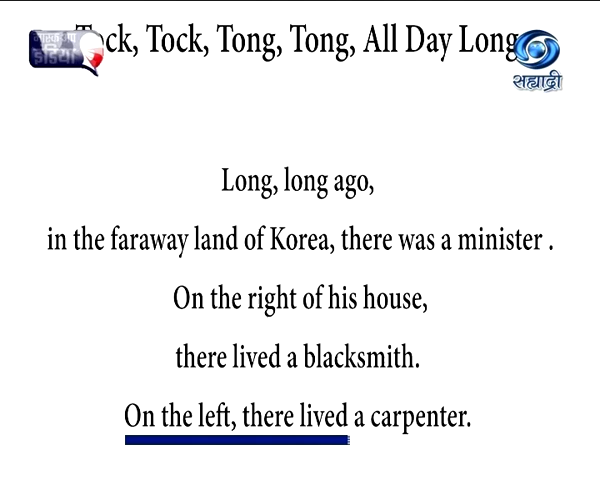 Tock, Tock, Tong, Tong, All Day Long
इंडिया
सह्याद्री
Long, long ago,
in the faraway land of Korea, there was a minister .
On the right of his house,
there lived a blacksmith.
On the left, there lived a carpenter.